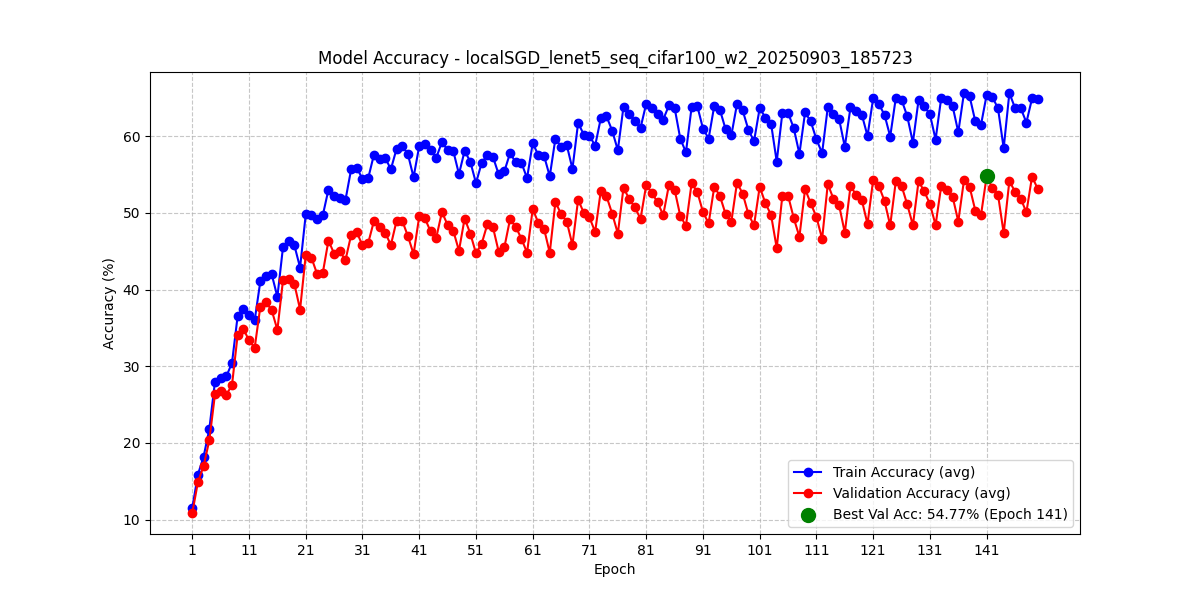 Model Accuracy - localSGD_lenet5_seq_cifar100_w2_20250903_185723
Accuracy (%)
60
50
40
30
20
10
Train Accuracy (avg)
Validation Accuracy (avg)
Best Val Acc: 54.77% (Epoch 141)
1 11 21 31 41 51 61 71 81 91 101 111 121 131 141
Epoch